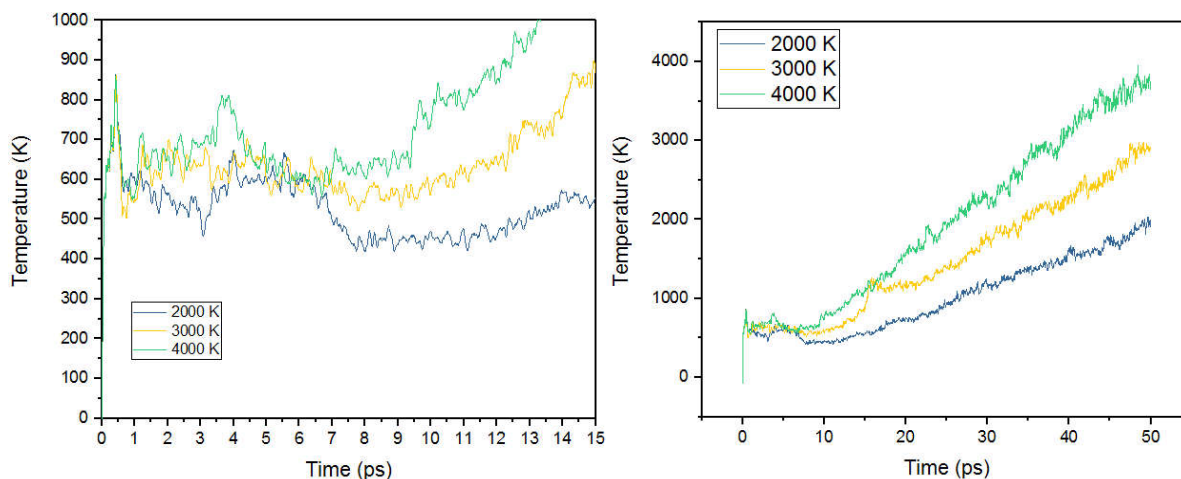 1000
900
800
700
600
500
400
300
200
100
0
Temperature (K)
2000 K
3000 K
4000 K
0 1 2 3 4 5 6 7 8 9 10 11 12 13 14 15
Time (ps)
4000
3000
2000
1000
0
Temperature (K)
2000 K
3000 K
4000 K
0 10 20 30 40 50
Time (ps)